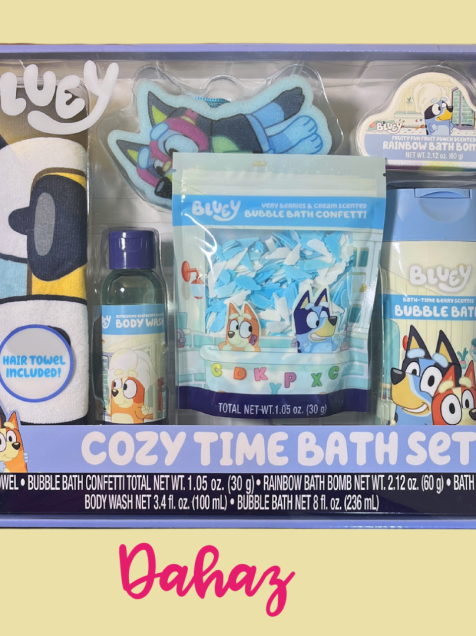 BLUEY
BLUEY
FRUITY FUN FRUIT PUNCH SCENTED
RAINBOW BATH BOM
NET WT 2.12 oz. (60 g)
BLUEY
VERY BERRIES & CREAM SCENTED
BUBBLE BATH CONFETTI
BLUEY
BODY WASH
BLUEY
BATH-TIME BERRY
BUBBLE BATH
HAIR TOWEL
INCLUDED!
TOTAL NET WT. 1.05 oz. (30 g)
COZY TIME BATH SET
OWEL • BUBBLE BATH CONFETTI TOTAL NET WT. 1.05 oz. (30 g) • RAINBOW BATH BOMB NET WT. 2.12 oz. (60 g) • BATH
BODY WASH NET 3.4 fl. oz. (100 mL) • BUBBLE BATH NET 8 fl. oz. (236 mL)
Dahaz